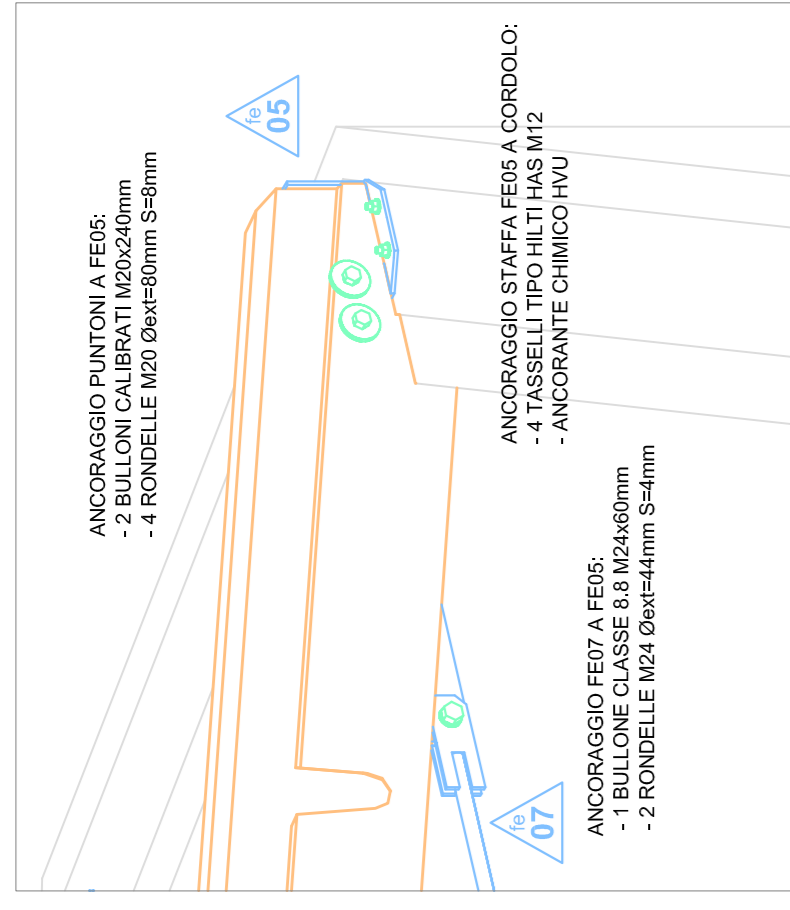 ANCORAGGIO PUNTONI A FE05:
- 2 BULLONI CALIBRATI M20x240mm
- 4 RONDELLE M20 Øext=80mm S=8mm
fe
05
ANCORAGGIO STAFFA FE05 A CORDOLO:
- 4 TASSELLI TIPO HILTI HAS M12
- ANCORANTE CHIMICO HVU
fe
07
ANCORAGGIO FE07 A FE05:
- 1 BULLONE CLASSE 8.8 M24x60mm
- 2 RONDELLE M24 Øext=44mm S=4mm